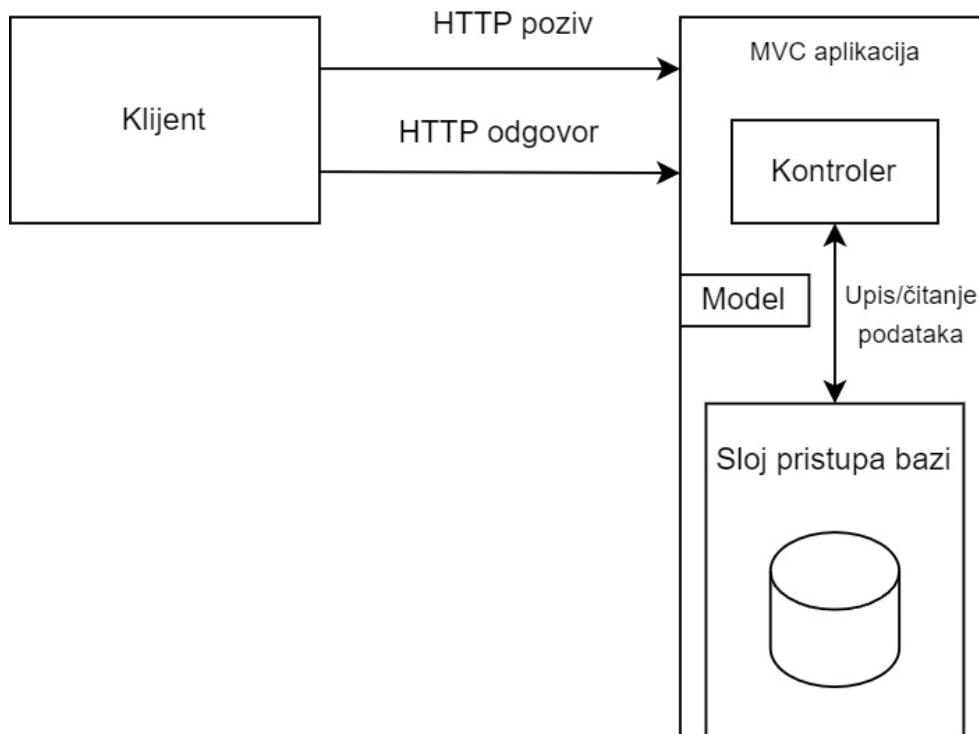 HTTP poziv
MVC aplikacija
Klijent
HTTP odgovor
Kontroler
Model
Upis/čitanje
podataka
Sloj pristupa bazi